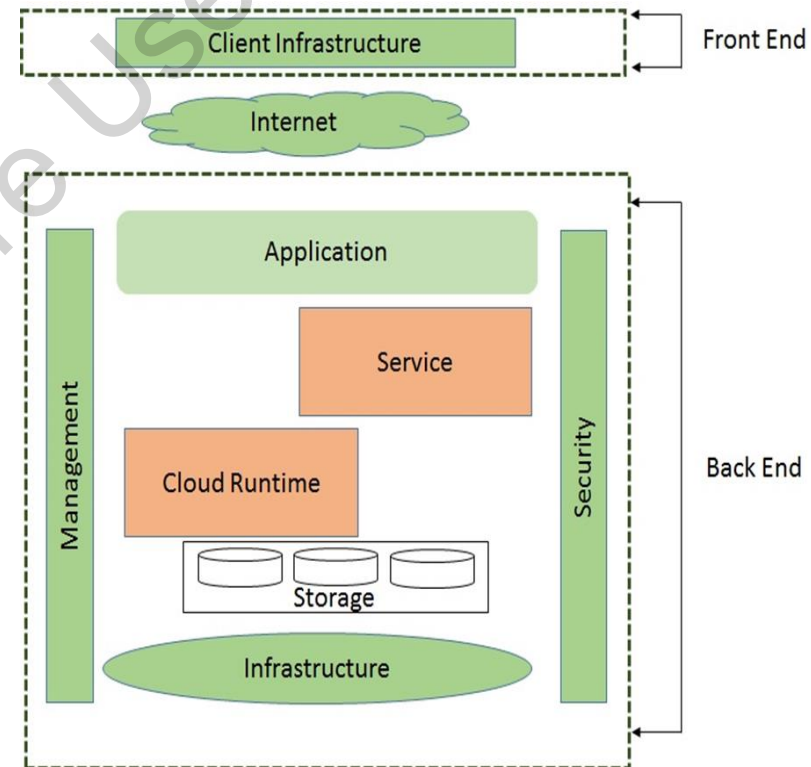 Client Infrastructure
Front End
Internet
Application
Service
Management
Security
Cloud Runtime
Back End
Storage
Infrastructure